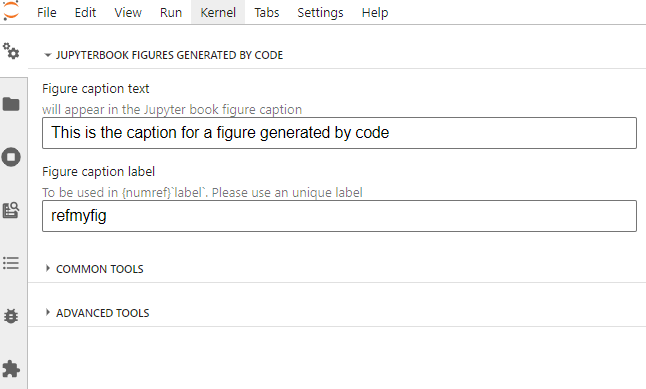 File Edit View Run Kernel Tabs Settings Help
JUPYTERBOOK FIGURES GENERATED BY CODE
Figure caption text
will appear in the Jupyter book figure caption
This is the caption for a figure generated by code
Figure caption label
To be used in {numref}`label`. Please use an unique label
refmyfig
COMMON TOOLS
ADVANCED TOOLS